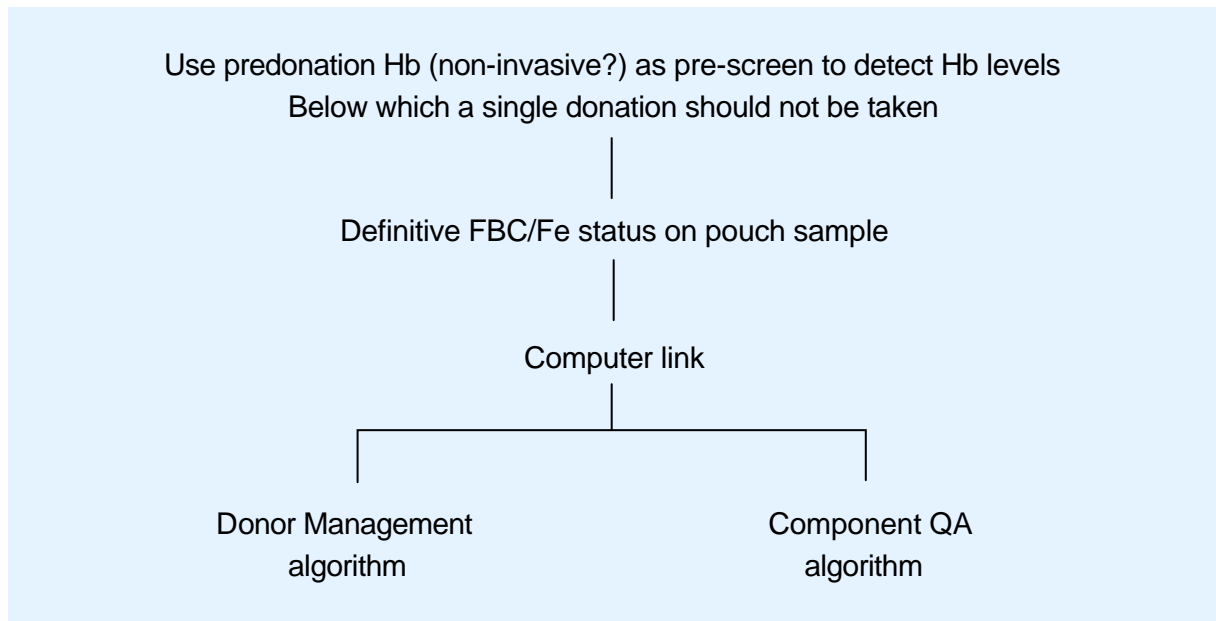 Use predonation Hb (non-invasive?) as pre-screen to detect Hb levels
Below which a single donation should not be taken
Definitive FBC/Fe status on pouch sample
Computer link
Donor Management
algorithm
Component QA
algorithm